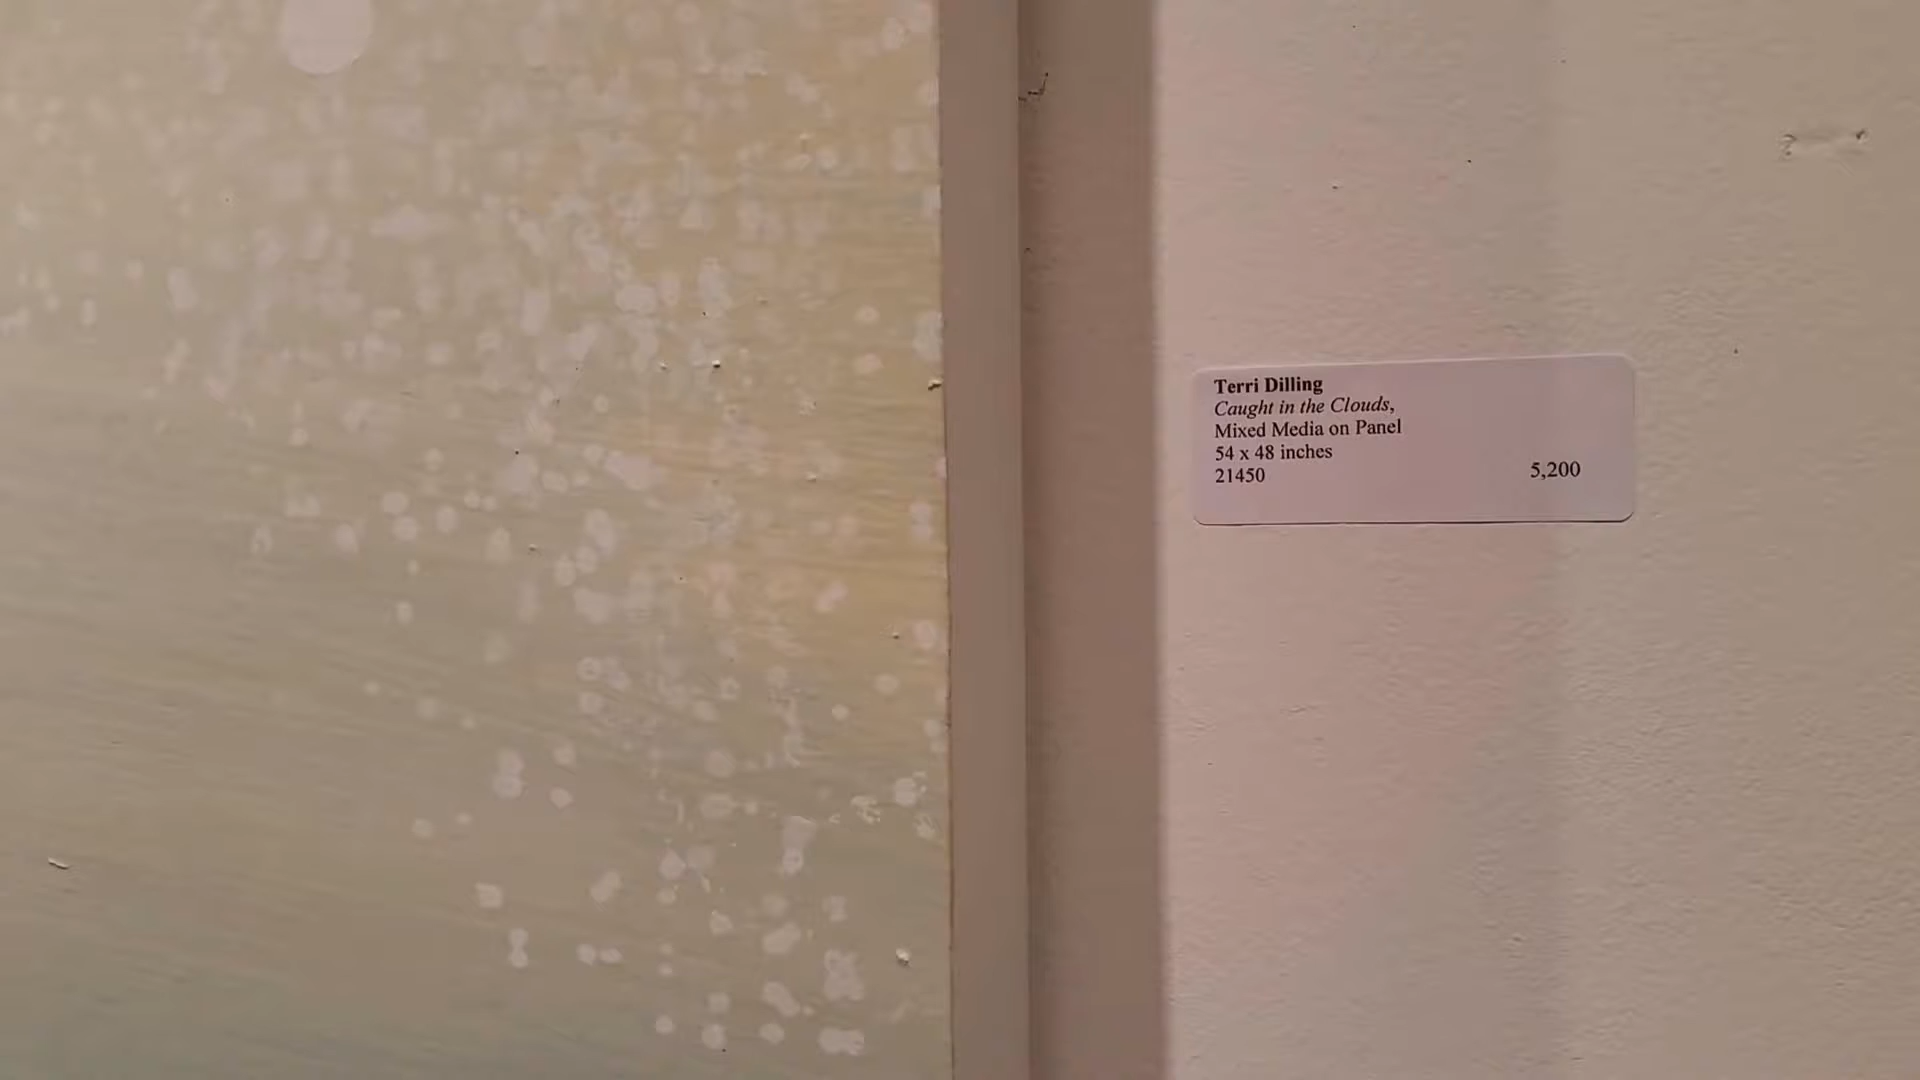 Terri Dilling
Caught in the Clouds,
Mixed Media on Panel
54 x 48 inches
21450 5,200